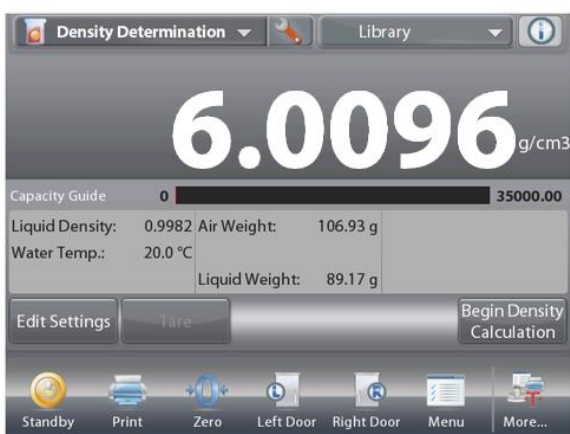 Density Determination Library
6.0096 g/cm3
Capacity Guide 0 35000.00
Liquid Density: 0.9982 Air Weight: 106.93 g
Water Temp.: 20.0 °C
Liquid Weight: 89.17 g
Edit Settings Tare Begin Density
Calculation
Standby Print Zero L Left Door R Right Door Menu More...